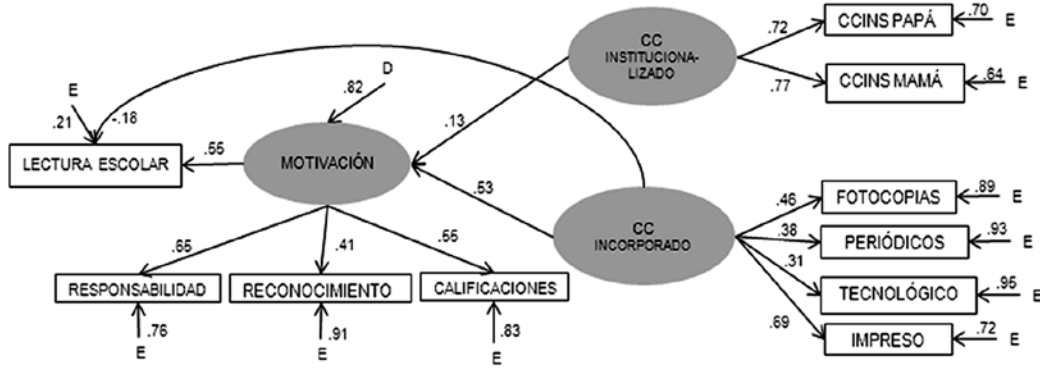 CC
INSTITUCIONA-
LIZADO
.72
.77
CCINS PAPÁ
.70
E
CCINS MAMÁ
.64
E
D
.82
E
.21
-.18
.13
LECTURA ESCOLAR
.55
MOTIVACIÓN
.53
CC
INCORPORADO
.46
.38
.31
.69
FOTOCOPIAS
.89
E
PERIÓDICOS
.93
E
TECNOLÓGICO
.95
E
IMPRESO
.72
E
.65
.41
.55
RESPONSABILIDAD
RECONOCIMIENTO
CALIFICACIONES
.76
.91
.83
E
E
E